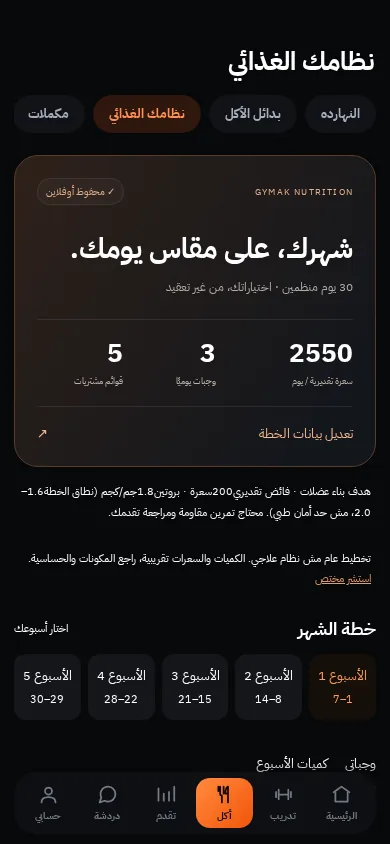 نظامك الغذائي
النهارده
بدائل الأكل
نظامك الغذائي
مكملات
GYMAK NUTRITION
✓ محفوظ أوفلاين
شهرك، على مقاس يومك.
30 يوم منظمين · اختياراتك، من غير تعقيد
2550
سعرة تقديرية / يوم
3
وجبات يوميًا
5
قوائم مشتريات
تعديل بيانات الخطة
↗
هدف بناء عضلات · فائض تقديري200سعرة · بروتين1.8جم/كجم (نطاق الخطة1.6–
2.0، مش حد أمان طبي). محتاج تمرين مقاومة ومراجعة تقدمك.
تخطيط عام مش نظام علاجي. الكميات والسعرات تقريبية، راجع المكونات والحساسية.
استشر مختص
خطة الشهر
اختار أسبوعك
الأسبوع 1
1–7
الأسبوع 2
8–14
الأسبوع 3
15–21
الأسبوع 4
22–28
الأسبوع 5
29–30
وجباتي
كميات الأسبوع
الرئيسية
تدريب
أكل
تقدم
دردشة
حسابي